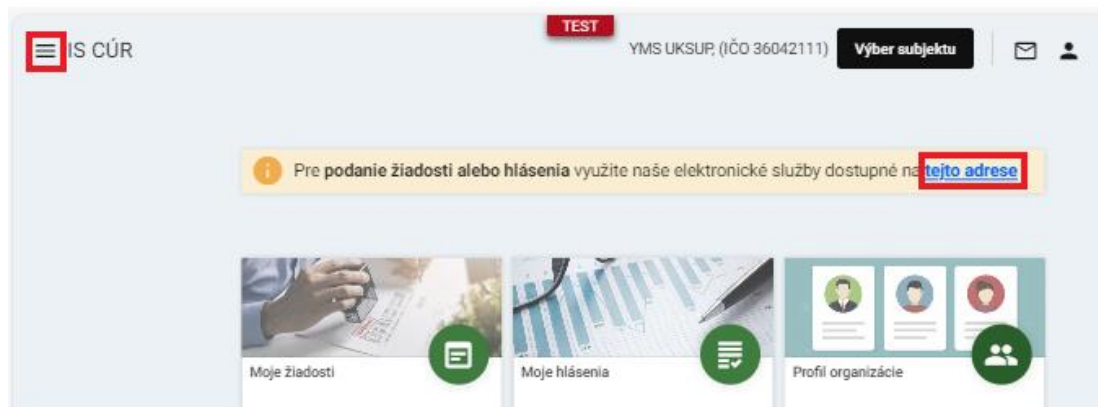 TEST
IS CÚR
YMS UKSUP, (IČO 36042111) Výber subjektu
Pre podanie žiadosti alebo hlásenia využite naše elektronické služby dostupné na tejto adrese
Moje žiadosti
Moje hlásenia
Profil organizácie